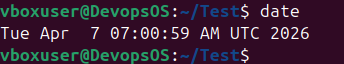 vboxuser@DevopsOS:~/Test$ date
Tue Apr  7 07:00:59 AM UTC 2026
vboxuser@DevopsOS:~/Test$